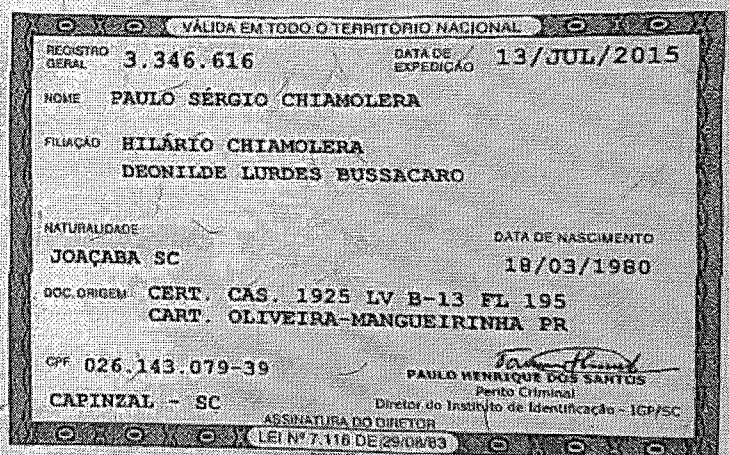 VÁLIDA EM TODO O TERRITÓRIO NACIONAL
REGISTRO GERAL 3.346.616 DATA DE EXPEDIÇÃO 13/JUL/2015
NOME PAULO SÉRGIO CHIAMOLERA
FILIAÇÃO HILÁRIO CHIAMOLERA
DEONILDE LURDES BUSSACARO
NATURALIDADE DATA DE NASCIMENTO
JOAÇABA SC 18/03/1980
DOC. ORIGEM CERT. CAS. 1925 LV B-13 FL 195
CART. OLIVEIRA-MANGUEIRINHA PR
CPF 026.143.079-39
PAULO HENRIQUE DOS SANTOS
Perito Criminal
CAPINZAL - SC Diretor do Instituto de Identificação - IGP/SC
ASSINATURA DO DIRETOR
LEI Nº 7.116 DE 29/08/83